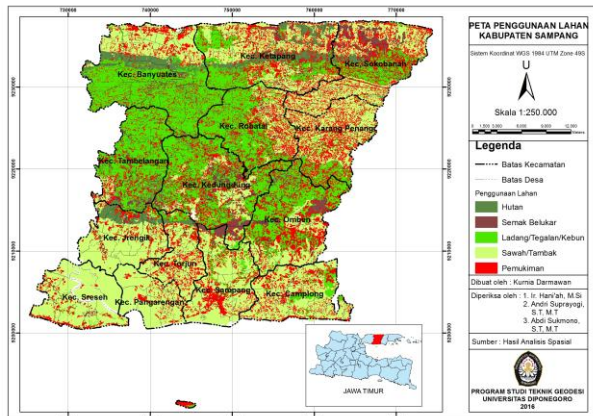 PETA PENGGUNAAN LAHAN
KABUPATEN SAMPANG
Sistem Koordinat WGS 1984 UTM Zone 49S
U
Skala 1:250.000
Legenda
Batas Kecamatan
Batas Desa
Penggunaan Lahan
Hutan
Semak Belukar
Ladang/Tegalan/Kebun
Sawah/Tambak
Pemukiman
Dibuat oleh : Kurnia Darmawan
Diperiksa oleh : 1. Ir. Hani'ah, M.Si
2. Andri Suprayogi,
S.T, M.T
3. Abdi Sukmono,
S.T, M.T
Sumber : Hasil Analisis Spasial
PROGRAM STUDI TEKNIK GEODESI
UNIVERSITAS DIPONEGORO
2016
Kec. Ketapang
Kec. Sokobanah
Kec. Banyuates
Kec. Robatal
Kec. Karang Penang
Kec. Tambelangan
Kec. Kedungdung
Kec. Omben
Kec. Jrengik
Kec. Torjun
Kec. Sampang
Kec. Camplong
Kec. Sreseh
Kec. Pangarengan
JAWA TIMUR